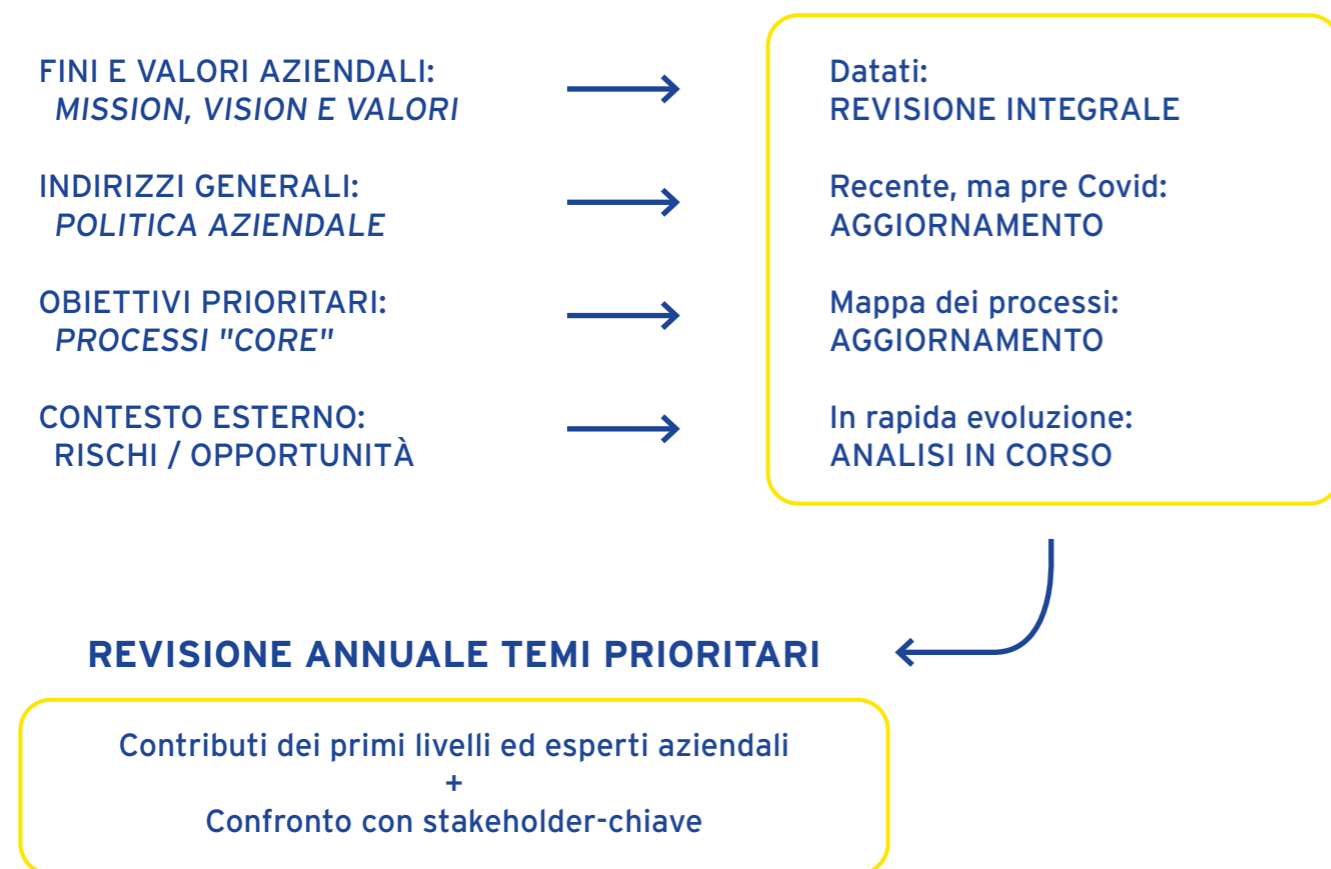 FINI E VALORI AZIENDALI:
MISSION, VISION E VALORI
Datati:
REVISIONE INTEGRALE
INDIRIZZI GENERALI:
POLITICA AZIENDALE
Recente, ma pre Covid:
AGGIORNAMENTO
OBIETTIVI PRIORITARI:
PROCESSI "CORE"
Mappa dei processi:
AGGIORNAMENTO
CONTESTO ESTERNO:
RISCHI / OPPORTUNITÀ
In rapida evoluzione:
ANALISI IN CORSO
REVISIONE ANNUALE TEMI PRIORITARI
Contributi dei primi livelli ed esperti aziendali
+
Confronto con stakeholder-chiave